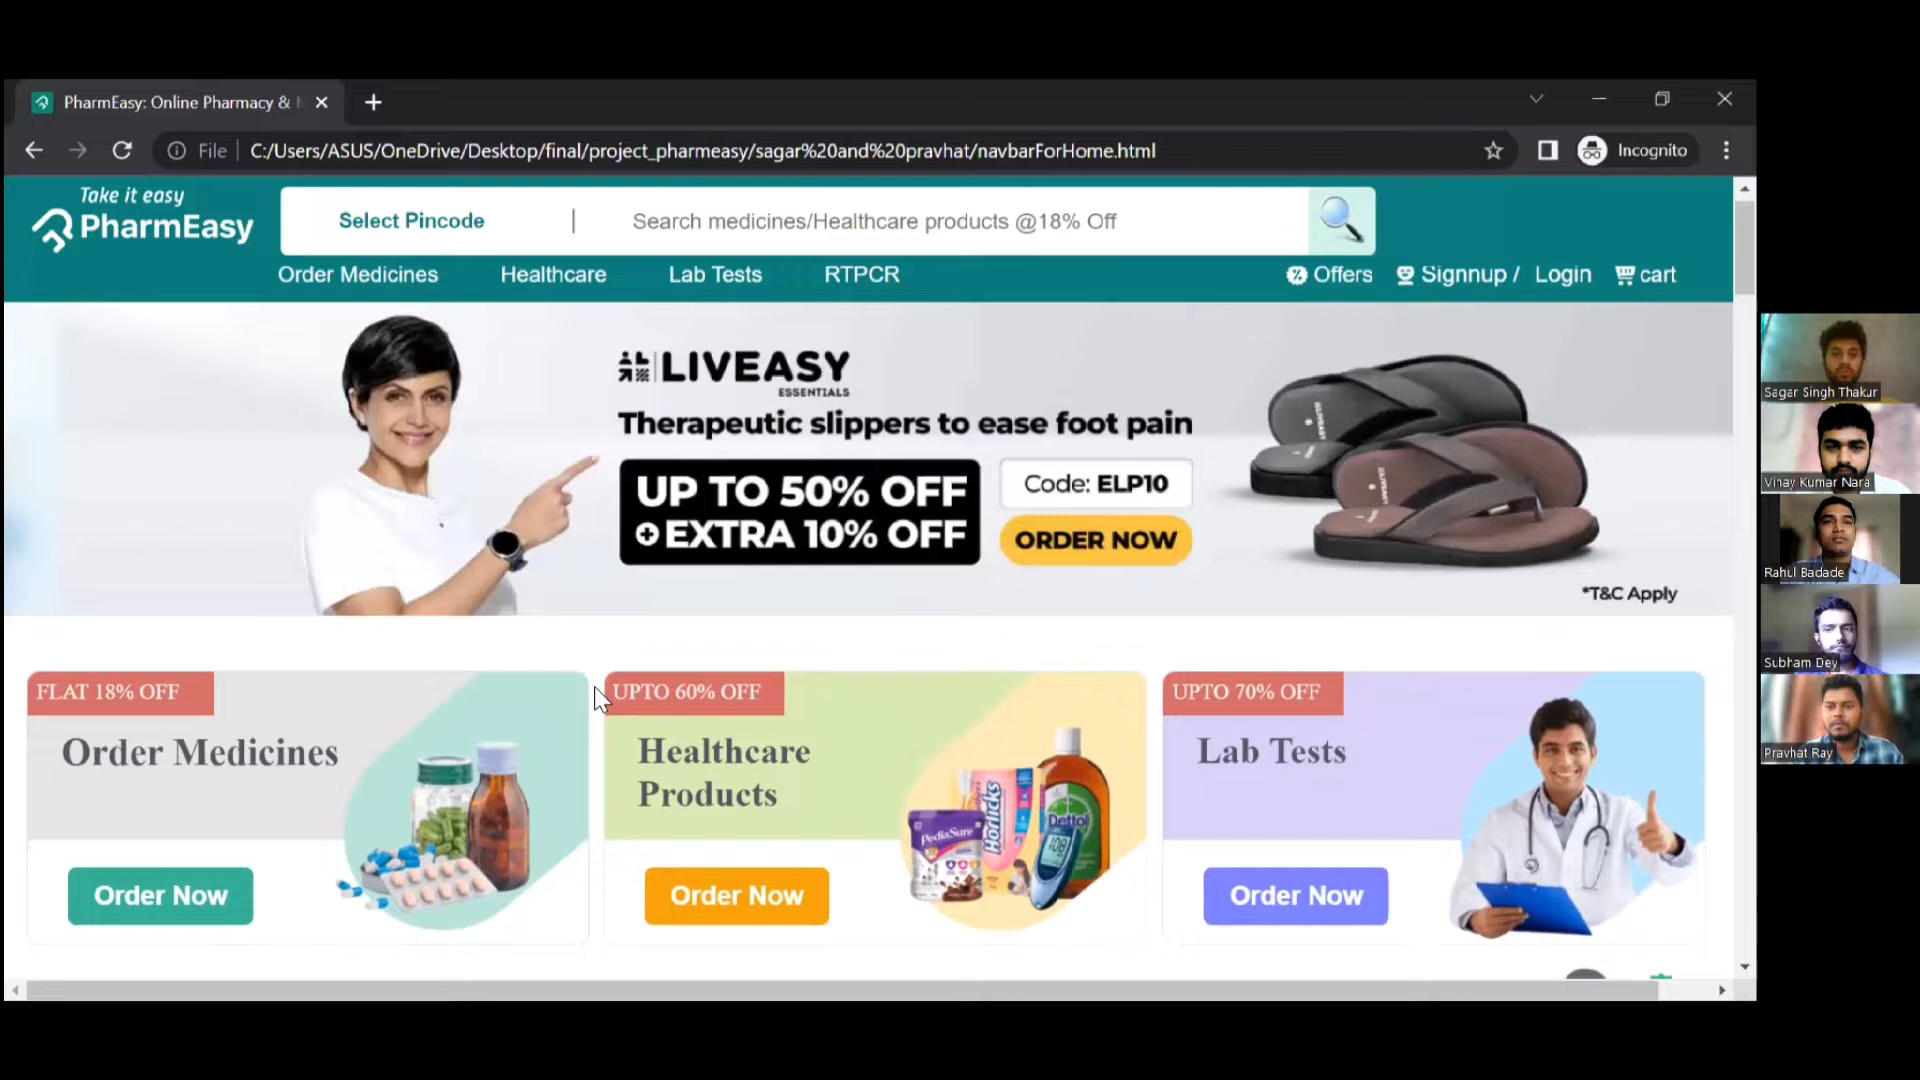 PharmEasy: Online Pharmacy &
File
C:/Users/ASUS/OneDrive/Desktop/final/project_pharmeasy/sagar%20and%20pravhat/navbarForHome.html
Incognito
Take it easy
PharmEasy
Select Pincode | Search medicines/Healthcare products @18% Off
Order Medicines Healthcare Lab Tests RTPCR Offers Signnup / Login cart
LIVEASY
ESSENTIALS
Therapeutic slippers to ease foot pain
UP TO 50% OFF
+ EXTRA 10% OFF
Code: ELP10
ORDER NOW
*T&C Apply
FLAT 18% OFF
Order Medicines
Order Now
UPTO 60% OFF
Healthcare
Products
PediaSure
Horlicks
Dettol
108
Order Now
UPTO 70% OFF
Lab Tests
Order Now
Sagar Singh Thakur
Vinay Kumar Nara
Rahul Badade
Subham Dey
Pravhat Ray